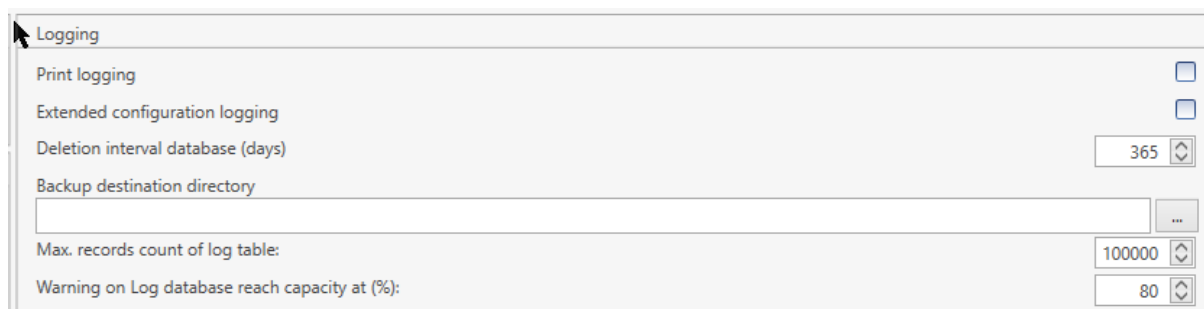 Logging
Print logging
Extended configuration logging
Deletion interval database (days)
365
Backup destination directory
...
Max. records count of log table:
100000
Warning on Log database reach capacity at (%):
80